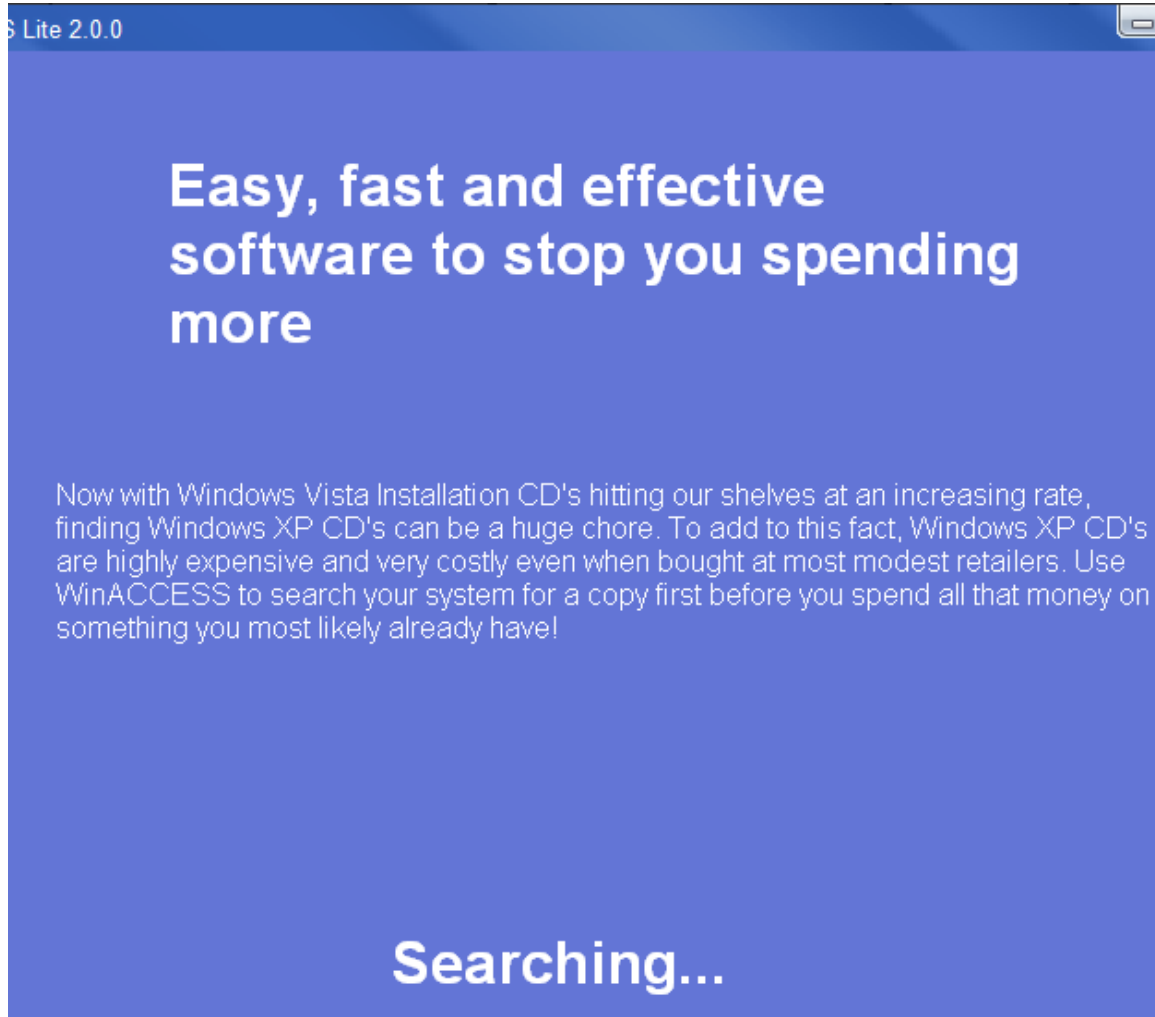 S Lite 2.0.0
Easy, fast and effective
software to stop you spending
more
Now with Windows Vista Installation CD's hitting our shelves at an increasing rate,
finding Windows XP CD's can be a huge chore. To add to this fact, Windows XP CD's
are highly expensive and very costly even when bought at most modest retailers. Use
WinACCESS to search your system for a copy first before you spend all that money on
something you most likely already have!
Searching...